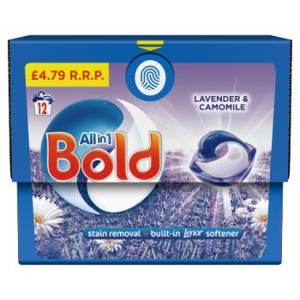 £4.79 R.R.P.
12
LAVENDER &
CAMOMILE
All in 1
Bold
stain removal • built-in Lenor softener